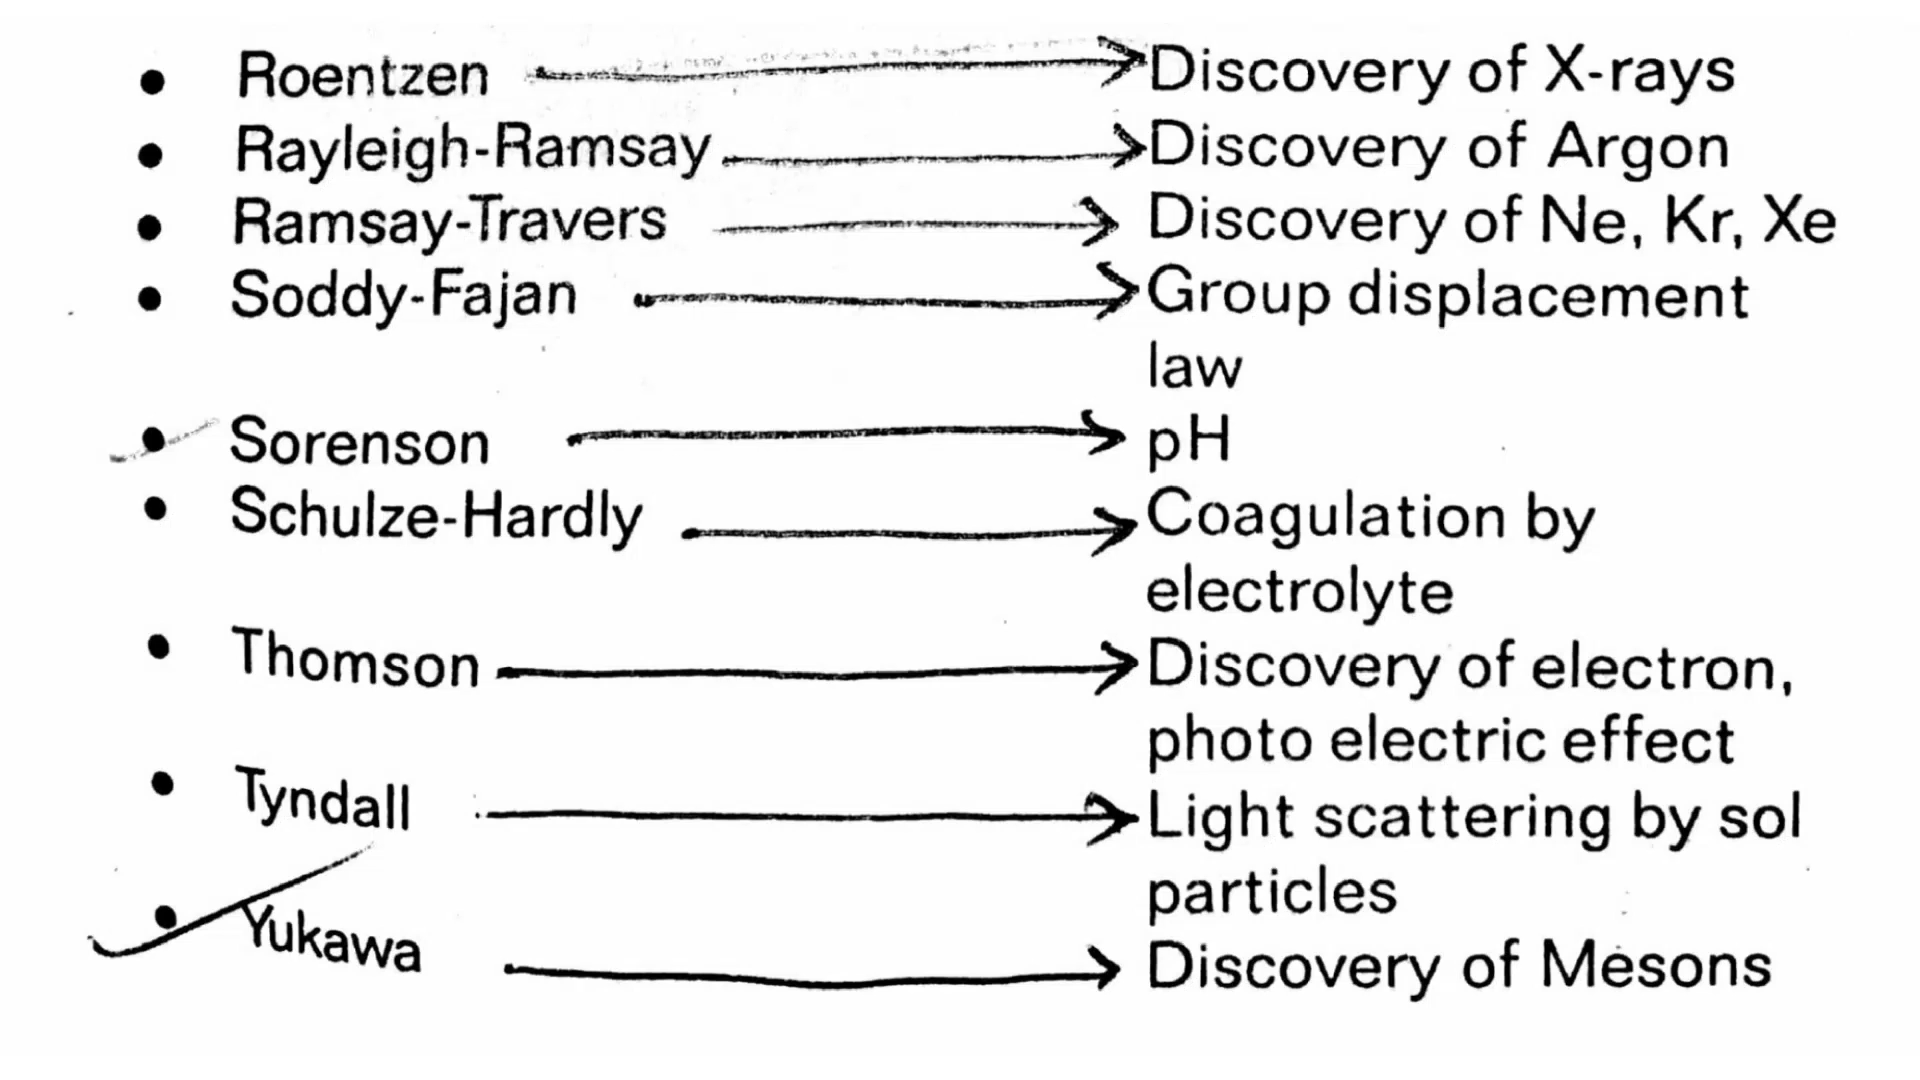 • Roentzen → Discovery of X-rays
• Rayleigh-Ramsay → Discovery of Argon
• Ramsay-Travers → Discovery of Ne, Kr, Xe
• Soddy-Fajan → Group displacement
law
• Sorenson → pH
• Schulze-Hardly → Coagulation by
electrolyte
• Thomson → Discovery of electron,
photo electric effect
• Tyndall → Light scattering by sol
particles
• Yukawa → Discovery of Mesons